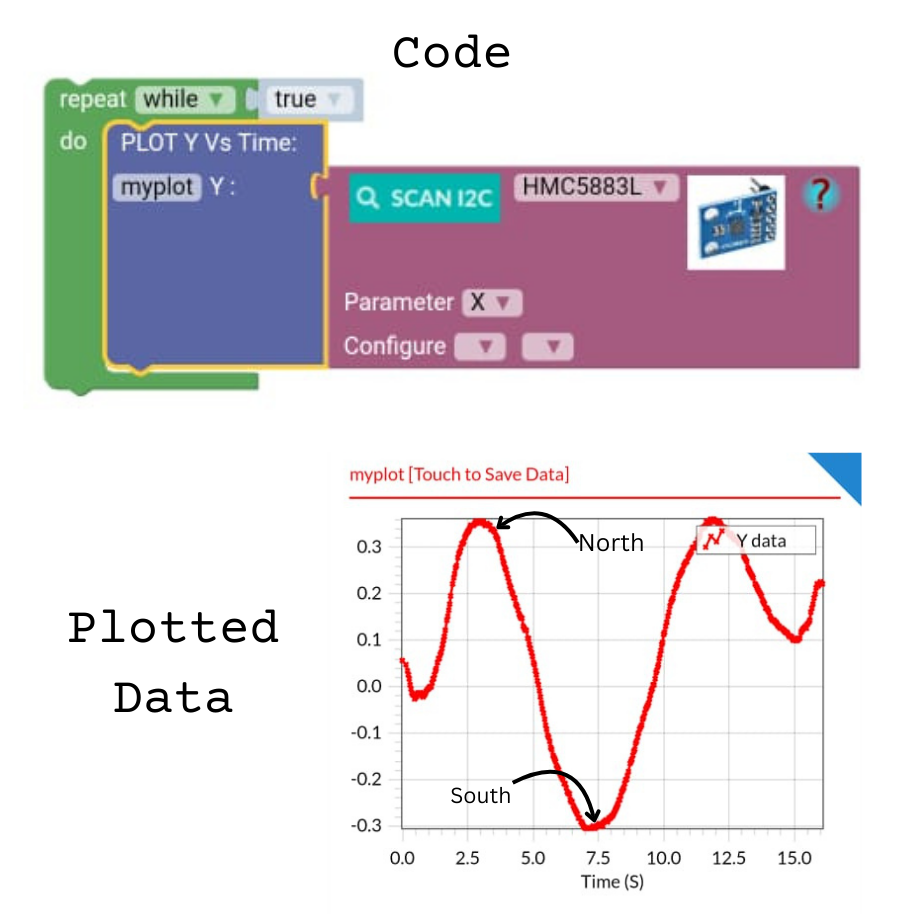 Code
repeat while ▼ true ▼
do PLOT Y Vs Time:
myplot Y :
SCAN I2C HMC5883L ▼ ?
Parameter X ▼
Configure ▼ ▼
myplot [Touch to Save Data]
North
Y data
0.3
0.2
0.1
0.0
-0.1
-0.2
-0.3
South
0.0 2.5 5.0 7.5 10.0 12.5 15.0
Time (S)
Plotted
Data